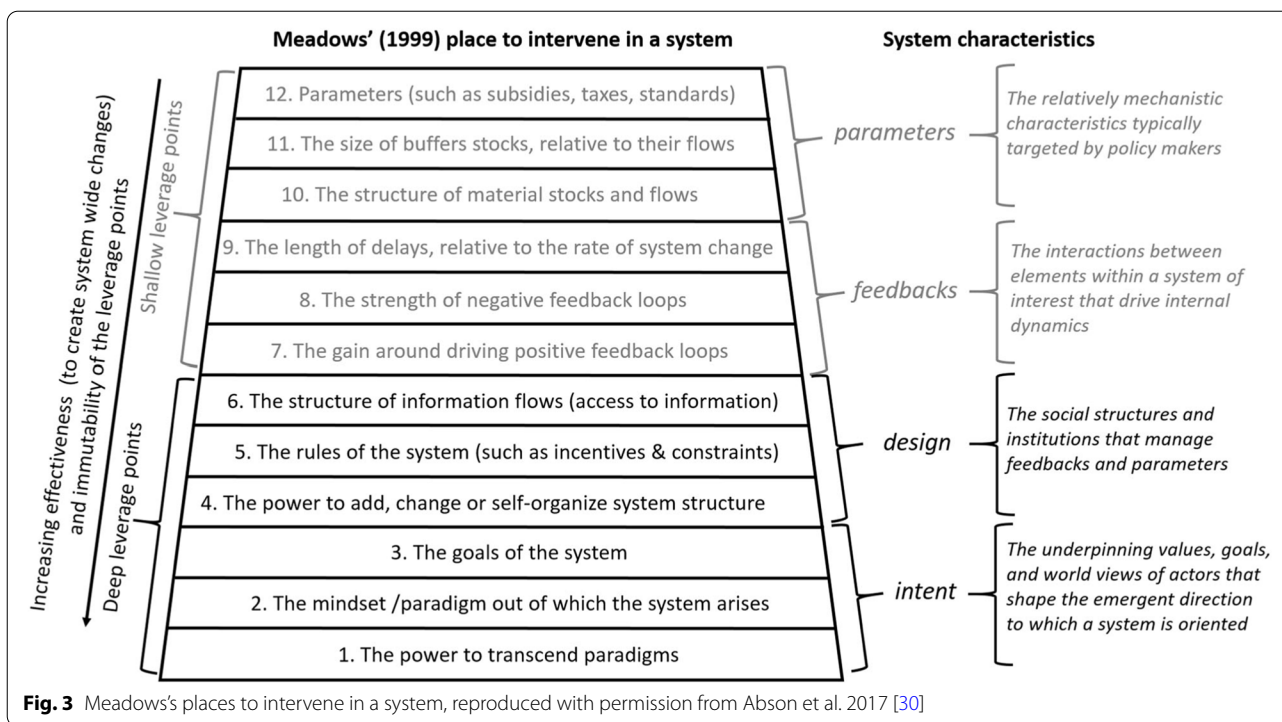 Meadows' (1999) place to intervene in a system
System characteristics
Increasing effectiveness (to create system wide changes)
and immutability of the leverage points
Shallow leverage points
Deep leverage points
12. Parameters (such as subsidies, taxes, standards)
11. The size of buffers stocks, relative to their flows
10. The structure of material stocks and flows
9. The length of delays, relative to the rate of system change
8. The strength of negative feedback loops
7. The gain around driving positive feedback loops
6. The structure of information flows (access to information)
5. The rules of the system (such as incentives & constraints)
4. The power to add, change or self-organize system structure
3. The goals of the system
2. The mindset /paradigm out of which the system arises
1. The power to transcend paradigms
parameters
The relatively mechanistic
characteristics typically
targeted by policy makers
feedbacks
The interactions between
elements within a system of
interest that drive internal
dynamics
design
The social structures and
institutions that manage
feedbacks and parameters
intent
The underpinning values, goals,
and world views of actors that
shape the emergent direction
to which a system is oriented
Fig. 3 Meadows's places to intervene in a system, reproduced with permission from Abson et al. 2017 [30]